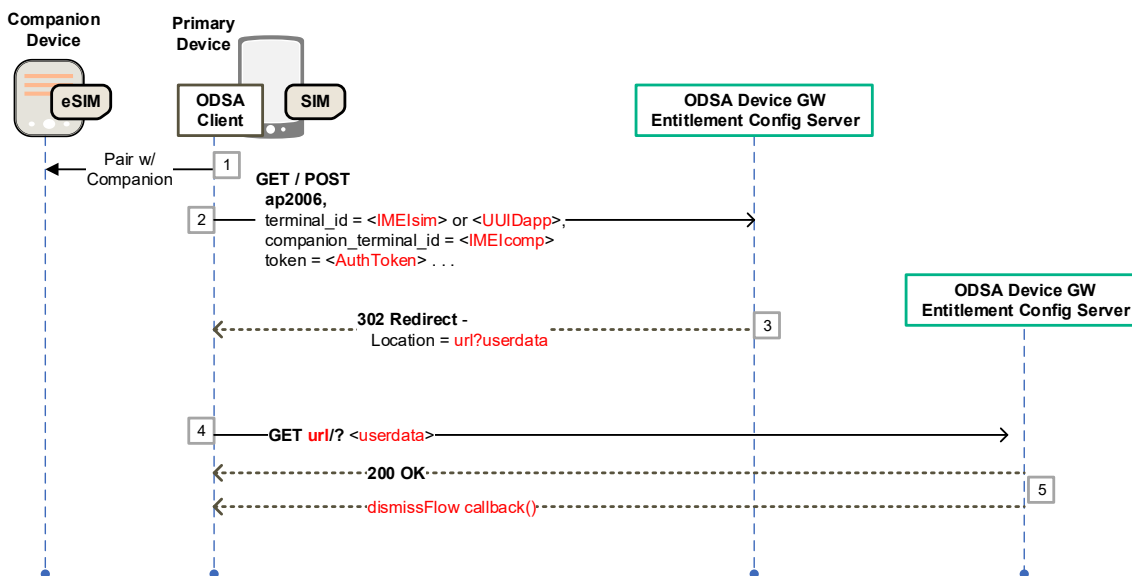 Companion
Device
Primary
Device
eSIM
ODSA
Client
SIM
ODSA Device GW
Entitlement Config Server
Pair w/
Companion
1
GET / POST
ap2006,
2
terminal_id = <IMEIsim> or <UUIDapp>,
companion_terminal_id = <IMEIcomp>
token = <AuthToken> . . .
ODSA Device GW
Entitlement Config Server
302 Redirect -
Location = url?userdata
3
4
GET url/? <userdata>
200 OK
5
dismissFlow callback()